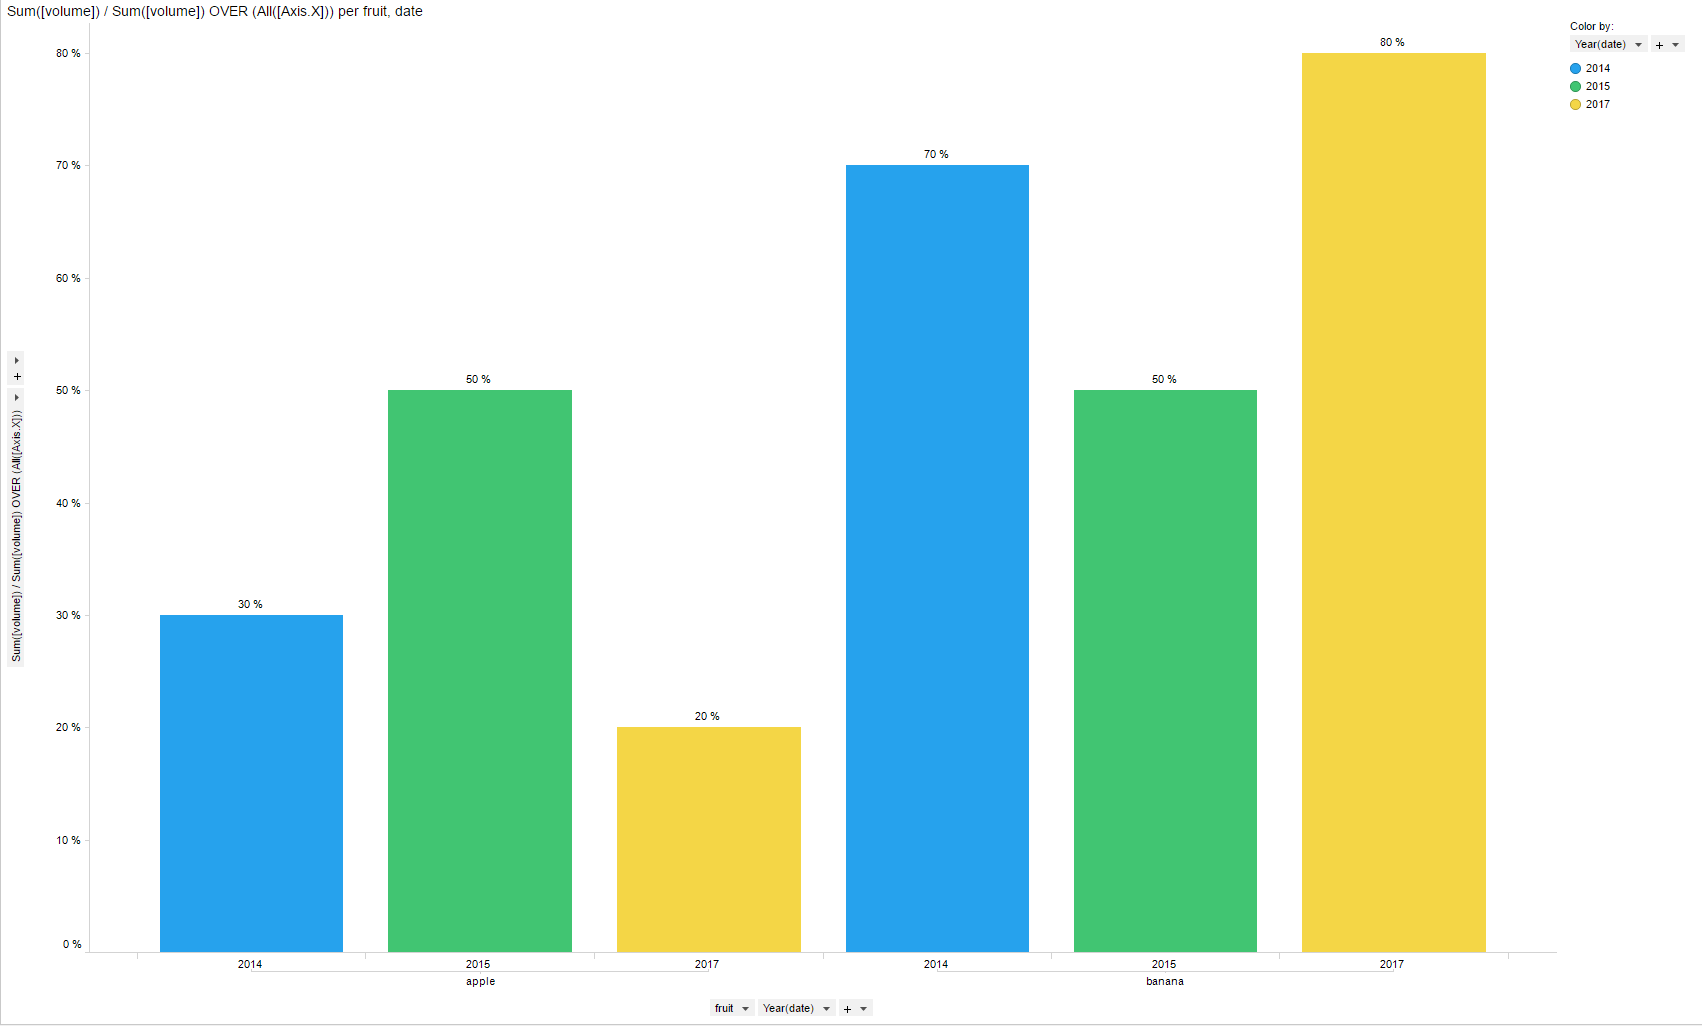 Sum([volume]) / Sum([volume]) OVER (All([Axis.X])) per fruit, date
Color by:
Year(date) +
2014
2015
2017
80 %
70 %
60 %
50 %
40 %
30 %
20 %
10 %
0 %
+
Sum([volume]) / Sum([volume]) OVER (All([Axis.X]))
30 %
50 %
20 %
70 %
50 %
80 %
2014 2015 2017 2014 2015 2017
apple banana
fruit Year(date) +